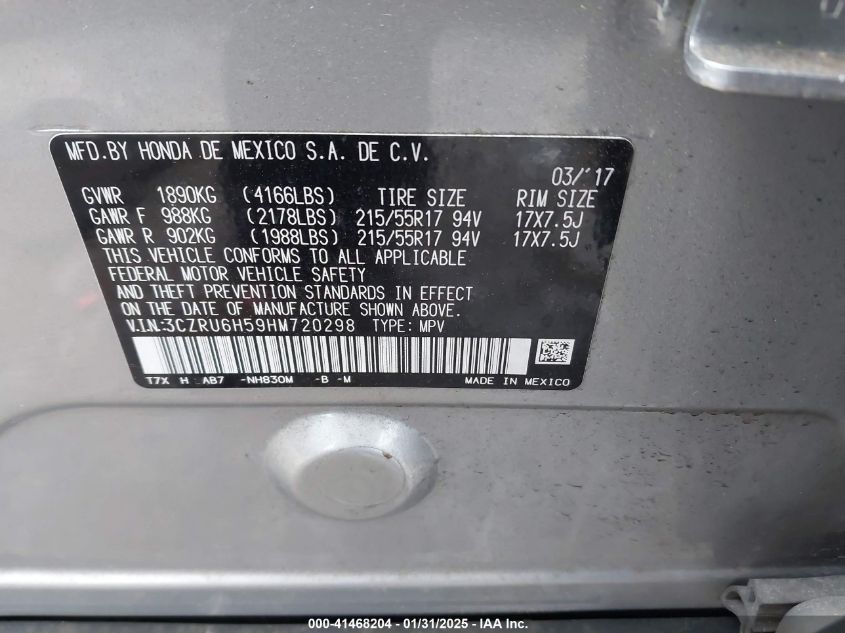 MFD.BY HONDA DE MEXICO S.A. DE C.V.
03/'17
GVWR 1890KG (4166LBS) TIRE SIZE RIM SIZE
GAWR F 988KG (2178LBS) 215/55R17 94V 17X7.5J
GAWR R 902KG (1988LBS) 215/55R17 94V 17X7.5J
THIS VEHICLE CONFORMS TO ALL APPLICABLE
FEDERAL MOTOR VEHICLE SAFETY
AND THEFT PREVENTION STANDARDS IN EFFECT
ON THE DATE OF MANUFACTURE SHOWN ABOVE.
V.I.N:3CZRU6H59HM720298 TYPE: MPV
T7X H AB7 -NH830M -B -M MADE IN MEXICO
000-41468204 - 01/31/2025 - IAA Inc.